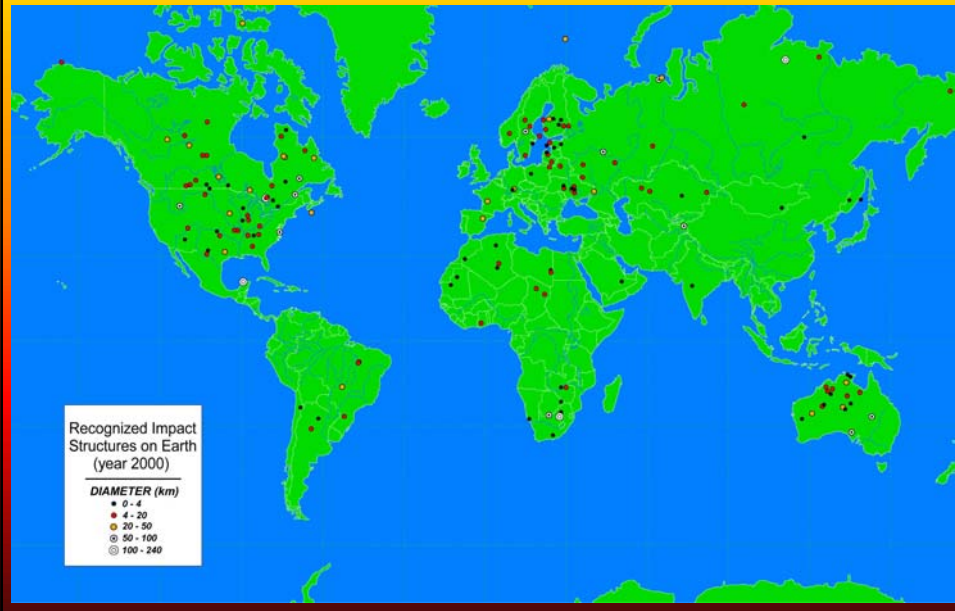 Recognized Impact
Structures on Earth
(year 2000)
DIAMETER (km)
0 - 4
4 - 20
20 - 50
50 - 100
100 - 240